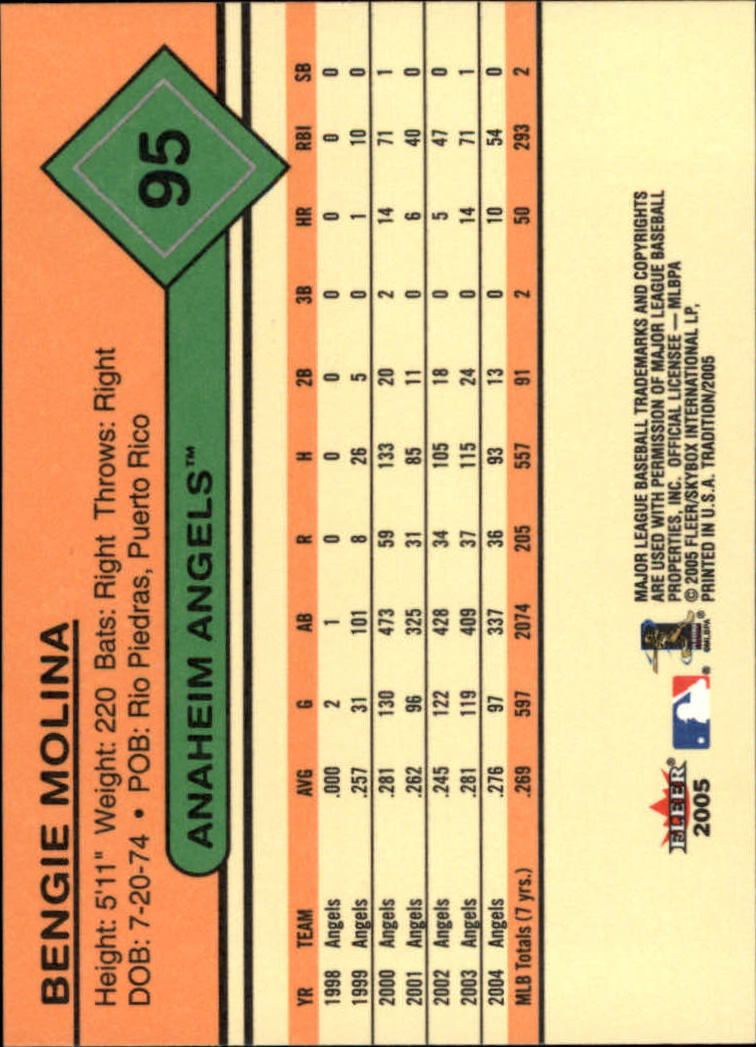 BENGIE MOLINA
Height: 5'11" Weight: 220 Bats: Right Throws: Right
DOB: 7-20-74 • POB: Rio Piedras, Puerto Rico
95
ANAHEIM ANGELS™
YR TEAM AVG G AB R H 2B 3B HR RBI SB
1998 Angels .000 2 1 0 0 0 0 0 0 0
1999 Angels .257 31 101 8 26 5 0 1 10 0
2000 Angels .281 130 473 59 133 20 2 14 71 1
2001 Angels .262 96 325 31 85 11 0 6 40 0
2002 Angels .245 122 428 34 105 18 0 5 47 0
2003 Angels .281 119 409 37 115 24 0 14 71 1
2004 Angels .276 97 337 36 93 13 0 10 54 0
MLB Totals (7 yrs.) .269 597 2074 205 557 91 2 50 293 2
FLEER®
2005
®
©MLBPA
MAJOR LEAGUE BASEBALL TRADEMARKS AND COPYRIGHTS
ARE USED WITH PERMISSION OF MAJOR LEAGUE BASEBALL
PROPERTIES, INC. OFFICIAL LICENSEE — MLBPA
© 2005 FLEER/SKYBOX INTERNATIONAL LP,
PRINTED IN U.S.A. TRADITION/2005